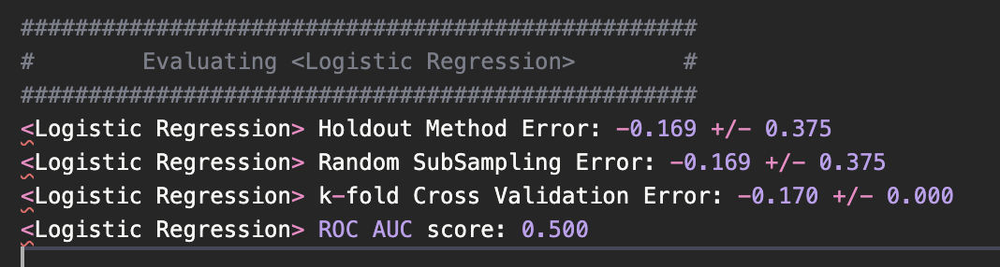 ##################################################
# Evaluating <Logistic Regression> #
##################################################
<Logistic Regression> Holdout Method Error: -0.169 +/- 0.375
<Logistic Regression> Random SubSampling Error: -0.169 +/- 0.375
<Logistic Regression> k-fold Cross Validation Error: -0.170 +/- 0.000
<Logistic Regression> ROC AUC score: 0.500